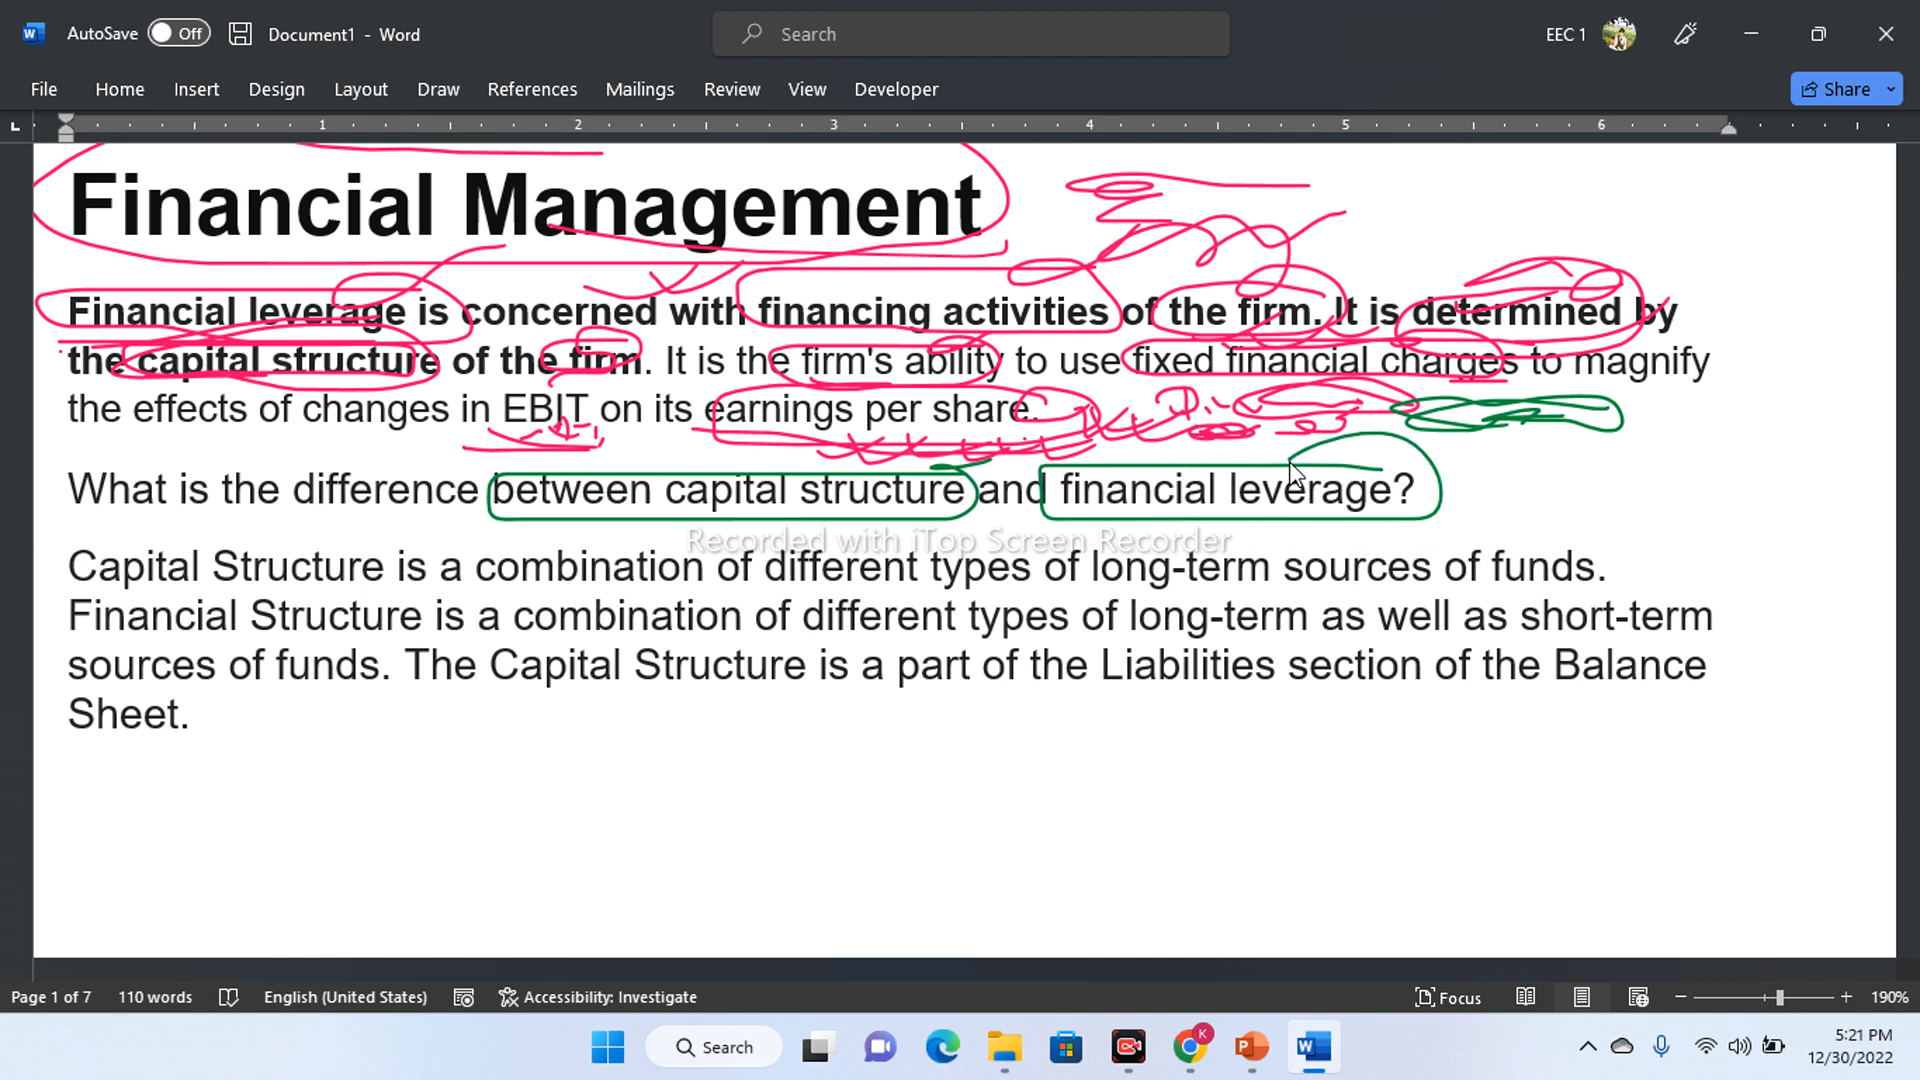 AutoSave Off Document1 - Word Search EEC 1
File Home Insert Design Layout Draw References Mailings Review View Developer Share
1 2 3 4 5 6
Financial Management
Financial leverage is concerned with financing activities of the firm. It is determined by
the capital structure of the firm. It is the firm's ability to use fixed financial charges to magnify
the effects of changes in EBIT on its earnings per share.
What is the difference between capital structure and financial leverage?
Recorded with iTop Screen Recorder
Capital Structure is a combination of different types of long-term sources of funds.
Financial Structure is a combination of different types of long-term as well as short-term
sources of funds. The Capital Structure is a part of the Liabilities section of the Balance
Sheet.
Page 1 of 7 110 words English (United States) Accessibility: Investigate Focus 190%
Search K 5:21 PM
12/30/2022